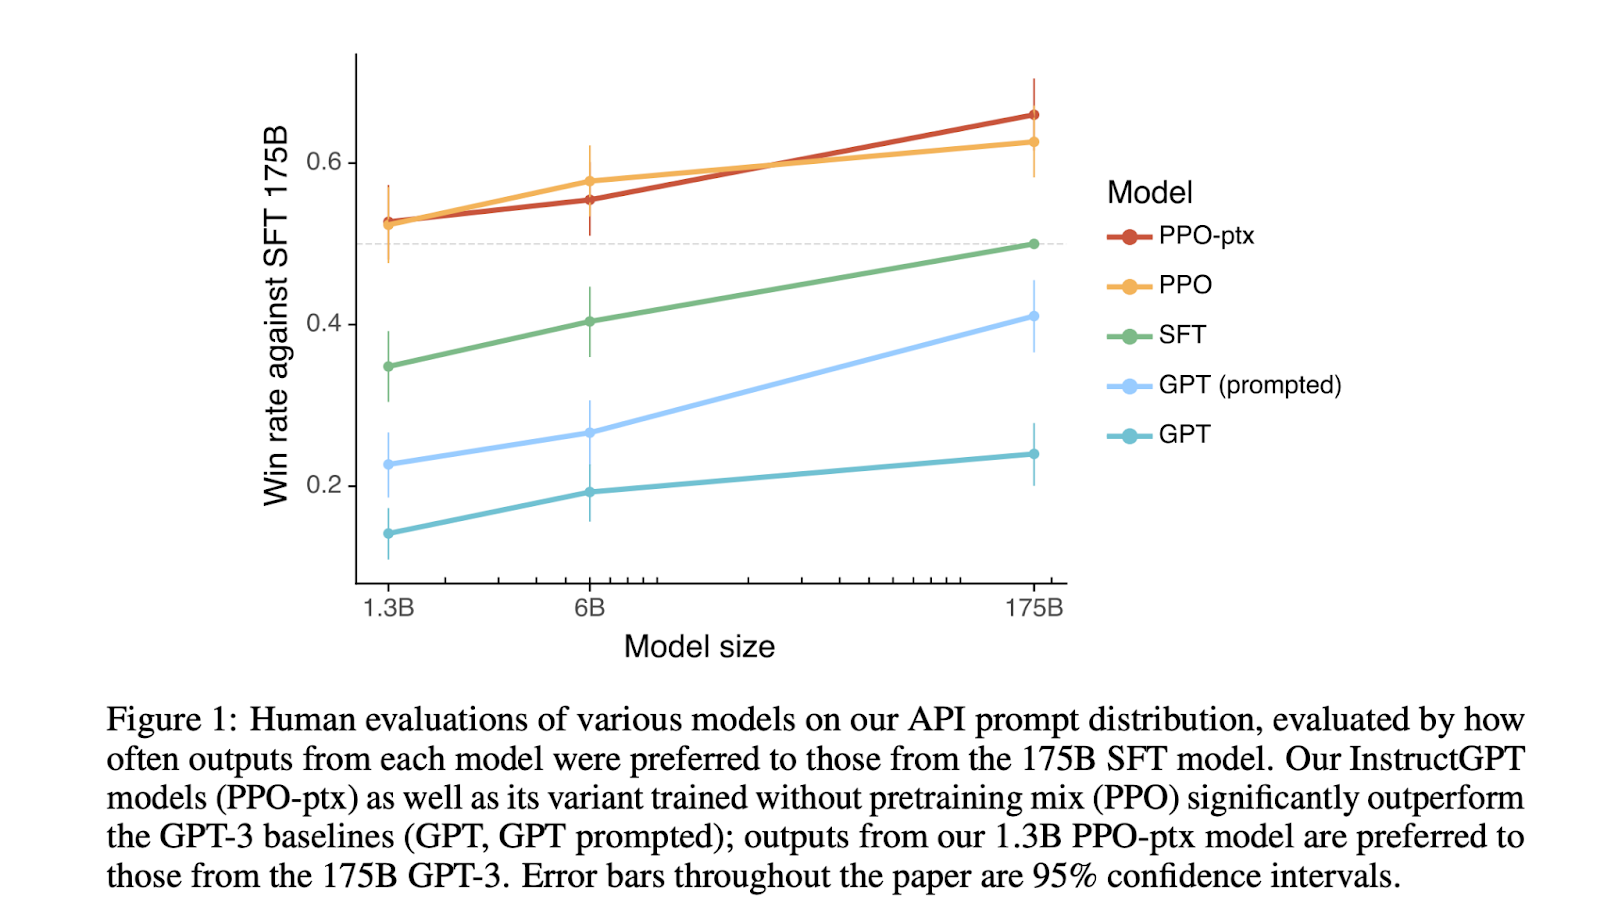 Win rate against SFT 175B
0.6
0.4
0.2
1.3B
6B
175B
Model size
Model
PPO-ptx
PPO
SFT
GPT (prompted)
GPT
Figure 1: Human evaluations of various models on our API prompt distribution, evaluated by how
often outputs from each model were preferred to those from the 175B SFT model. Our InstructGPT
models (PPO-ptx) as well as its variant trained without pretraining mix (PPO) significantly outperform
the GPT-3 baselines (GPT, GPT prompted); outputs from our 1.3B PPO-ptx model are preferred to
those from the 175B GPT-3. Error bars throughout the paper are 95% confidence intervals.